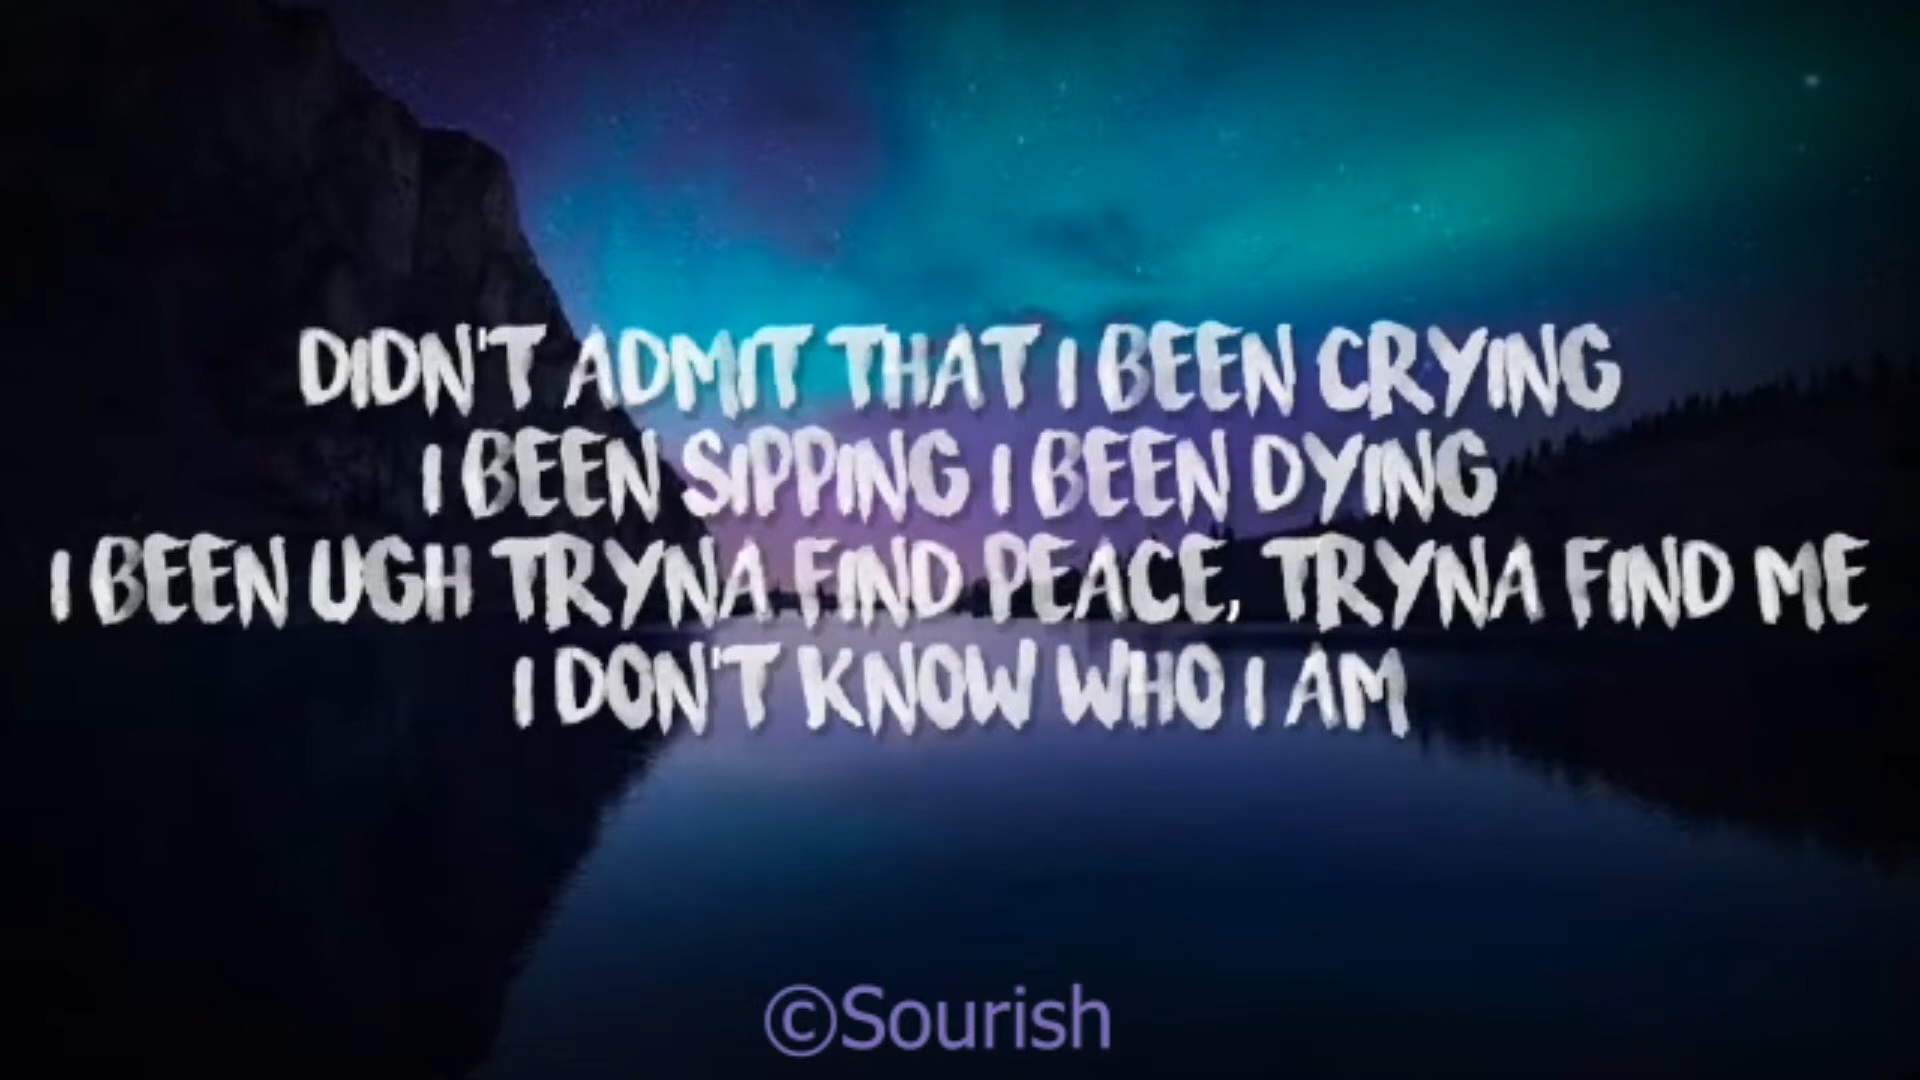 DIDN'T ADMIT THAT I BEEN CRYING
I BEEN SIPPING I BEEN DYING
I BEEN UGH TRYNA FIND PEACE, TRYNA FIND ME
I DON'T KNOW WHO I AM
©Sourish